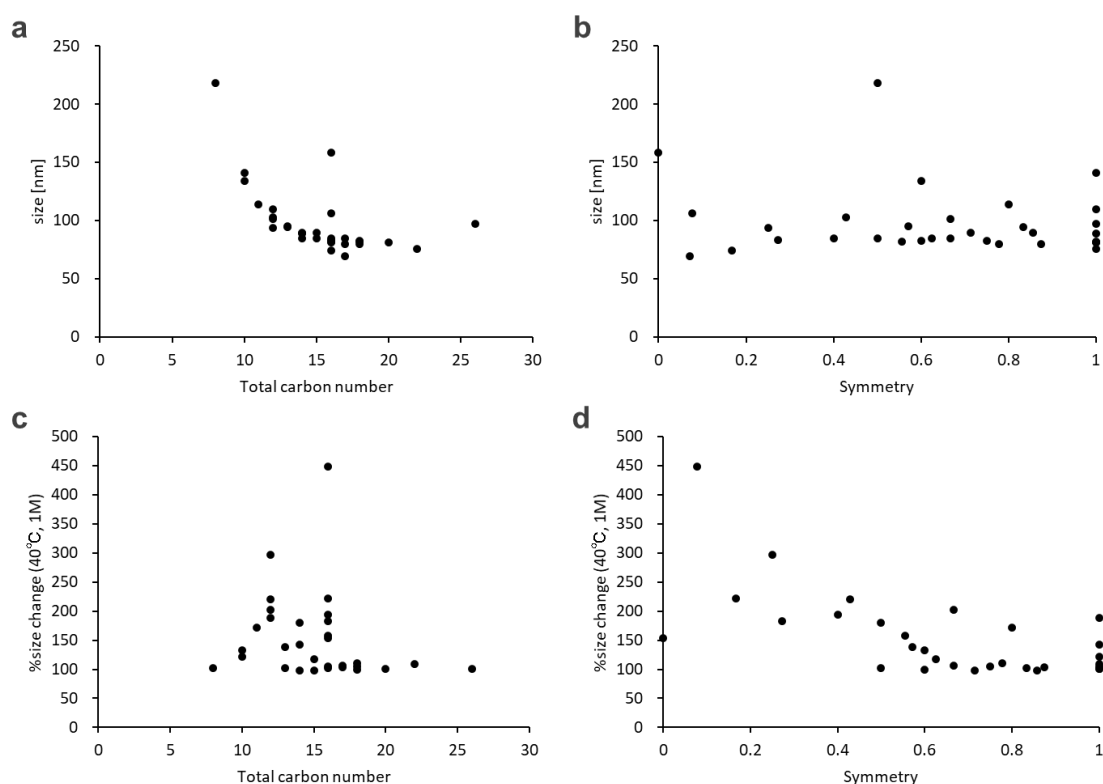 a
250
200
150
100
50
0
size [nm]
0 5 10 15 20 25 30
Total carbon number
b
250
200
150
100
50
0
size [nm]
0 0.2 0.4 0.6 0.8 1
Symmetry
c
500
450
400
350
300
250
200
150
100
50
0
%size change (40℃, 1M)
0 5 10 15 20 25 30
Total carbon number
d
500
450
400
350
300
250
200
150
100
50
0
%size change (40℃, 1M)
0 0.2 0.4 0.6 0.8 1
Symmetry